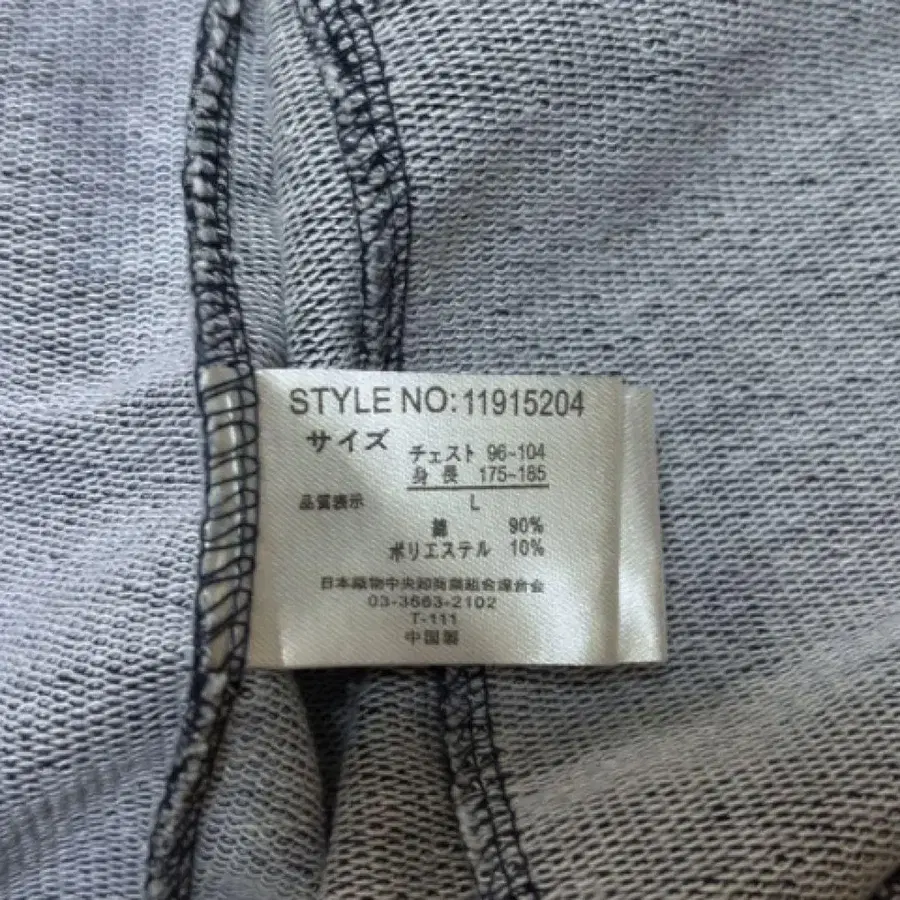 STYLE NO: 11915204
サイズ チェスト 96-104
身長 175-185
品質表示 L
綿 90%
ポリエステル 10%
日本織物中央卸商業組合連合会
03-3663-2102
T-111
中国製